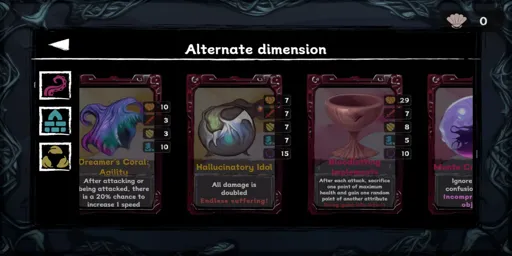 0
Alternate dimension
10
3
3
10
Dreamer's Coral:
Agility
After attacking or
being attacked, there
is a 20% chance to
increase 1 speed
7
7
7
7
15
Hallucinatory Idol
All damage is
doubled
Endless suffering!
29
7
8
5
10
After each attack, sacrifice
one point of maximum
health and gain one random
point of another attribute
Ignore
confusio
Incompr
obj